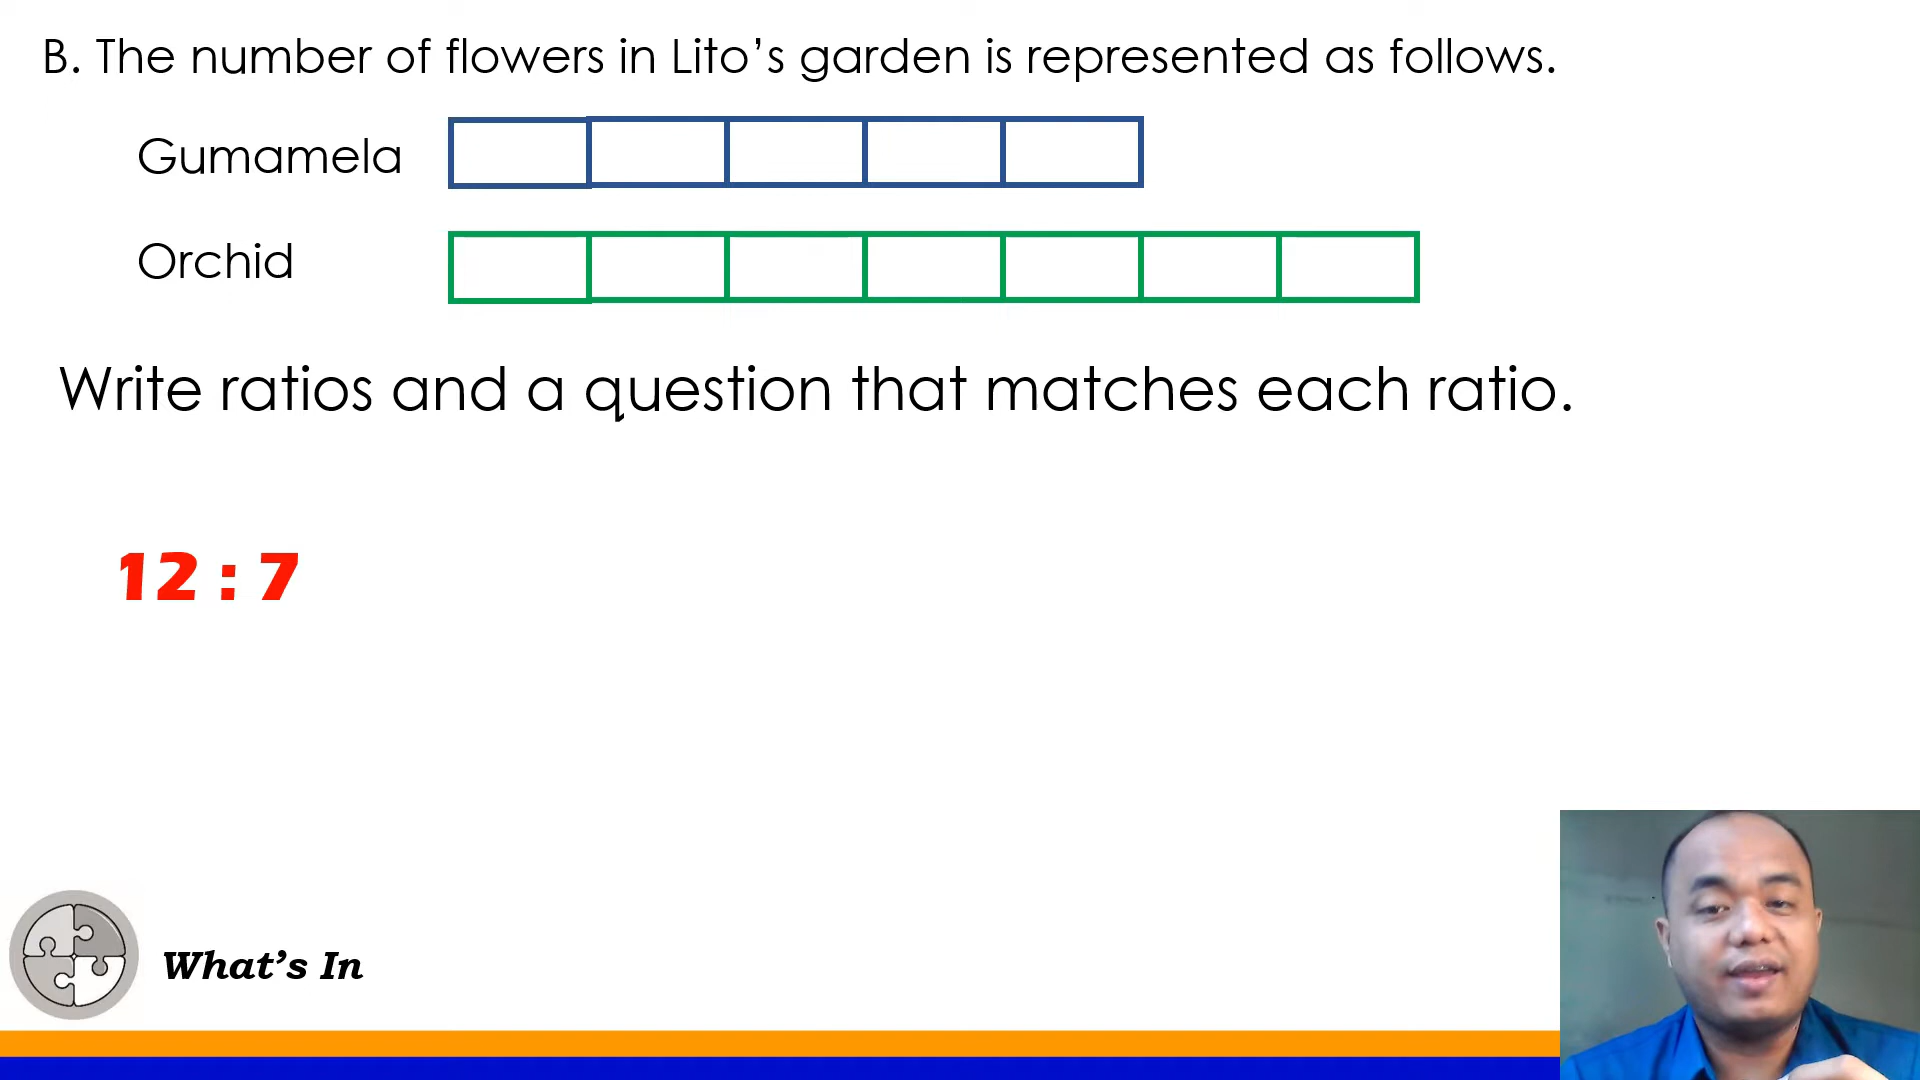 B. The number of flowers in Lito’s garden is represented as follows.
Gumamela
Orchid
Write ratios and a question that matches each ratio.
12 : 7
What’s In